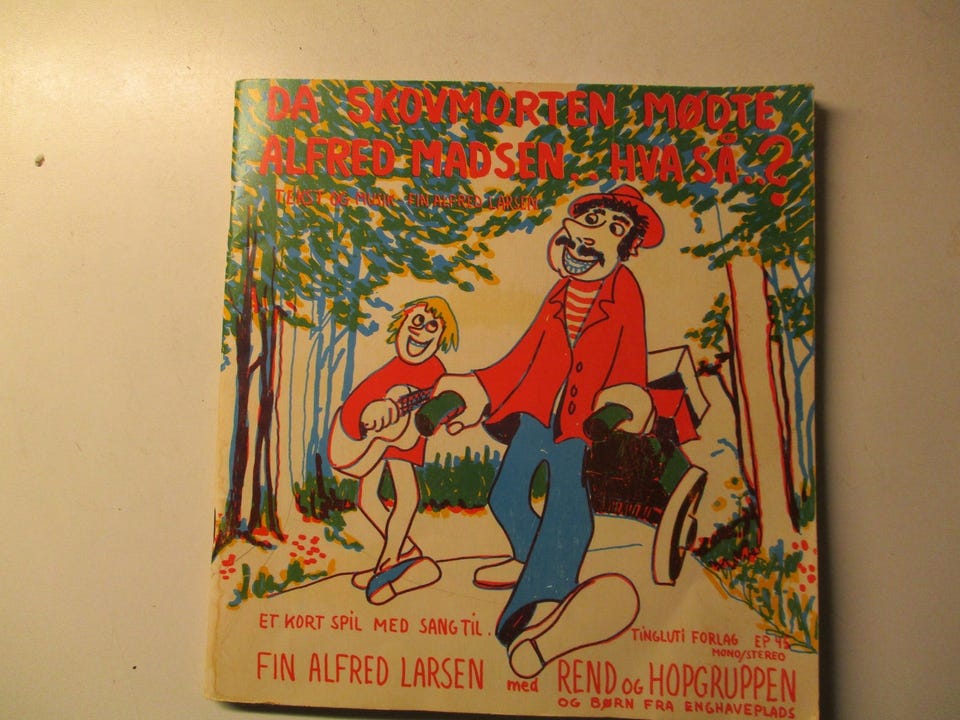 DA SKOVMORTEN MØDTE
ALFRED MADSEN.. HVA SÅ..?
TEKST OG MUSIK FIN ALFRED LARSEN
ET KORT SPIL MED SANG TIL.
TINGLUTI FORLAG EP 45
MONO/STEREO
FIN ALFRED LARSEN med REND OG HOPGRUPPEN
OG BØRN FRA ENGHAVEPLADS